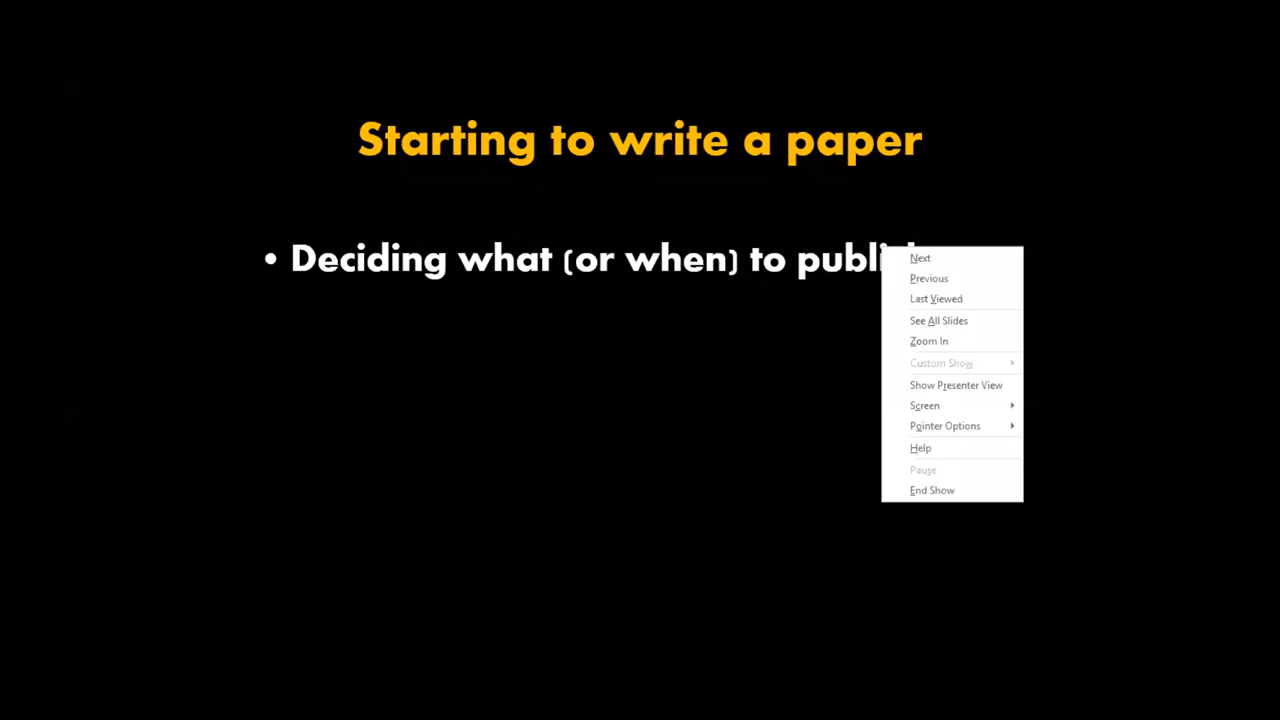 Starting to write a paper
• Deciding what (or when) to publish
Next
Previous
Last Viewed
See All Slides
Zoom In
Custom Show
Show Presenter View
Screen
Pointer Options
Help
Pause
End Show